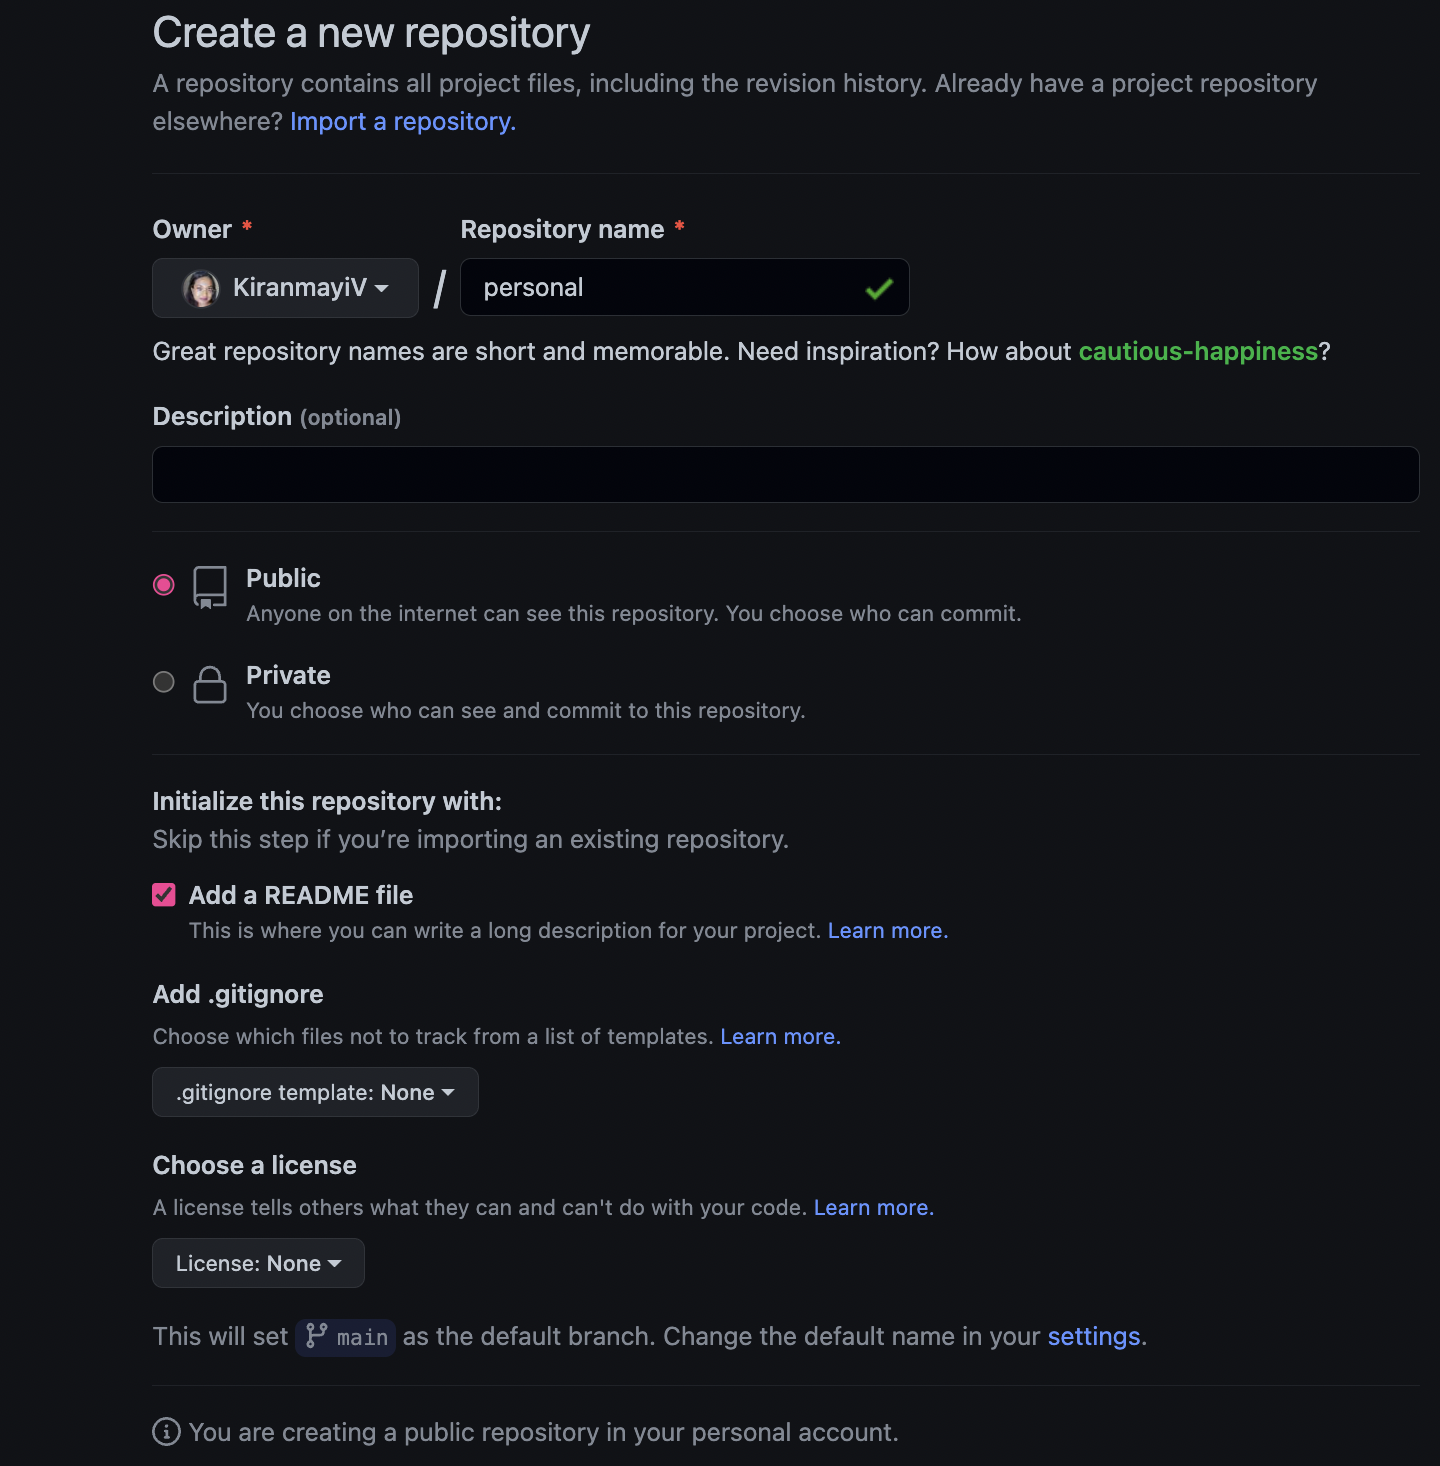 Create a new repository
A repository contains all project files, including the revision history. Already have a project repository
elsewhere? Import a repository.
Owner * Repository name *
KiranmayiV / personal
Great repository names are short and memorable. Need inspiration? How about cautious-happiness?
Description (optional)
Public
Anyone on the internet can see this repository. You choose who can commit.
Private
You choose who can see and commit to this repository.
Initialize this repository with:
Skip this step if you’re importing an existing repository.
Add a README file
This is where you can write a long description for your project. Learn more.
Add .gitignore
Choose which files not to track from a list of templates. Learn more.
.gitignore template: None
Choose a license
A license tells others what they can and can't do with your code. Learn more.
License: None
This will set main as the default branch. Change the default name in your settings.
You are creating a public repository in your personal account.